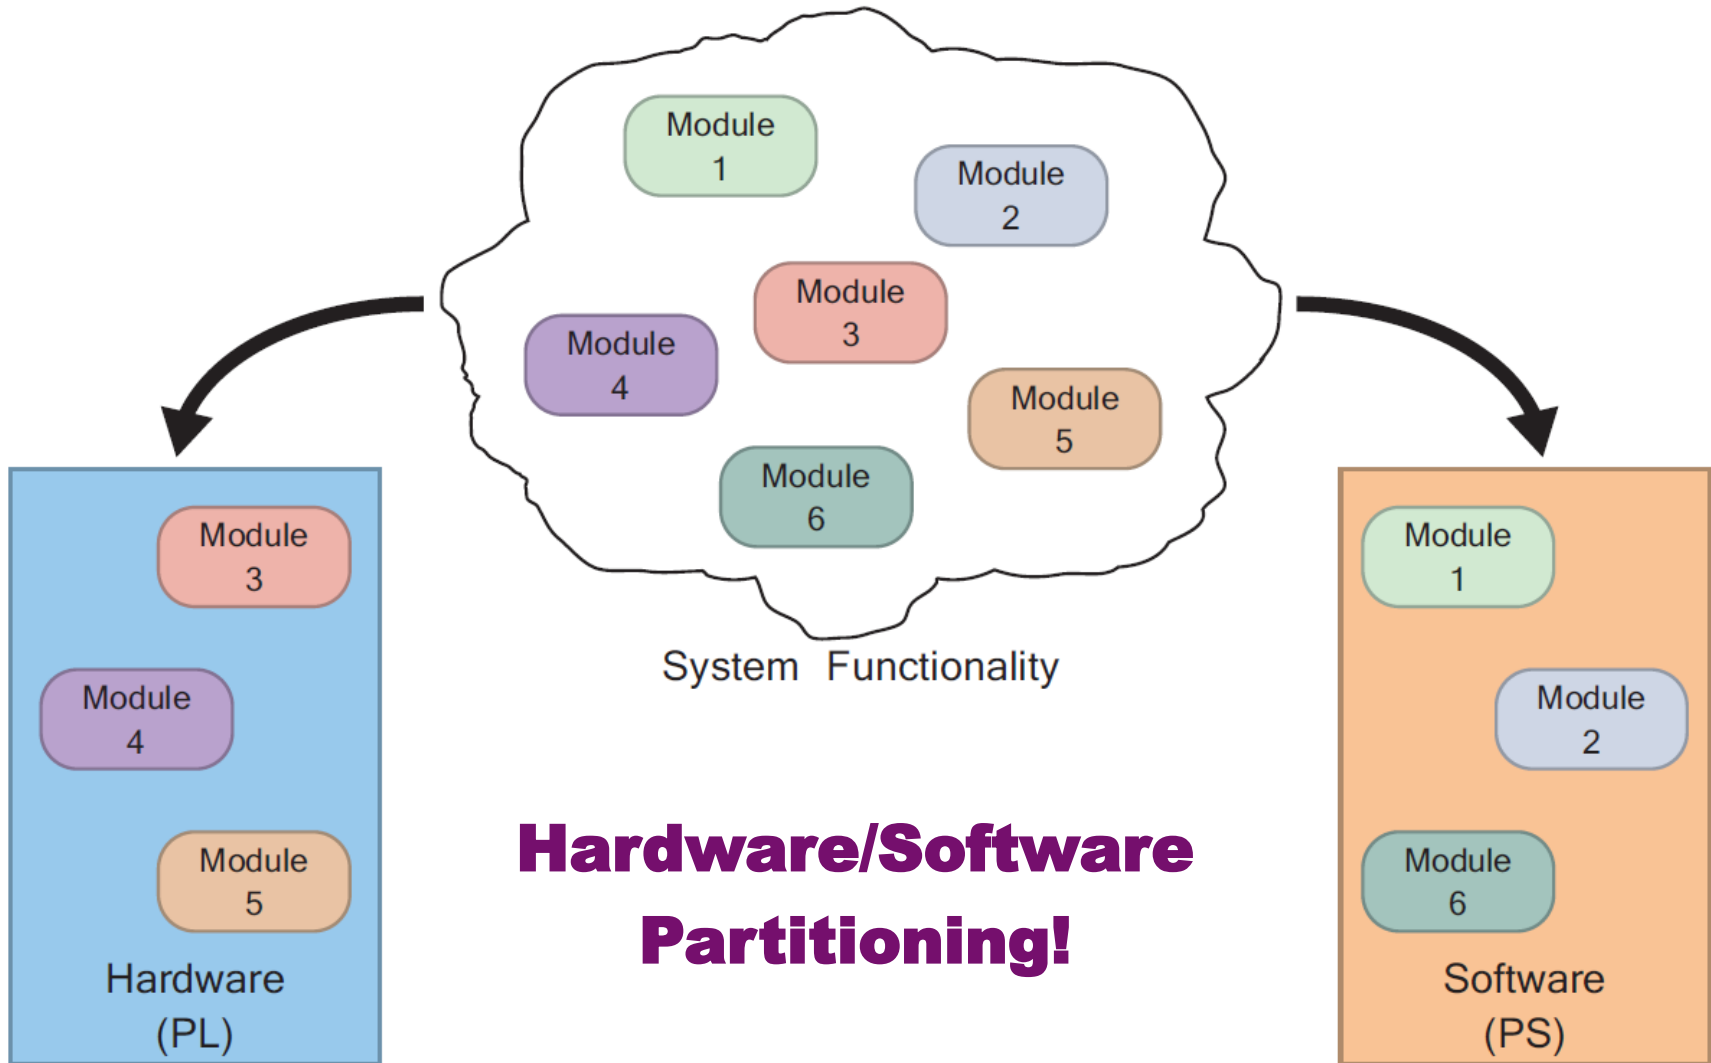 Module
1
Module
2
Module
3
Module
4
Module
5
Module
6
System Functionality
Module
3
Module
4
Module
5
Hardware
(PL)
Hardware/Software
Partitioning!
Module
1
Module
2
Module
6
Software
(PS)